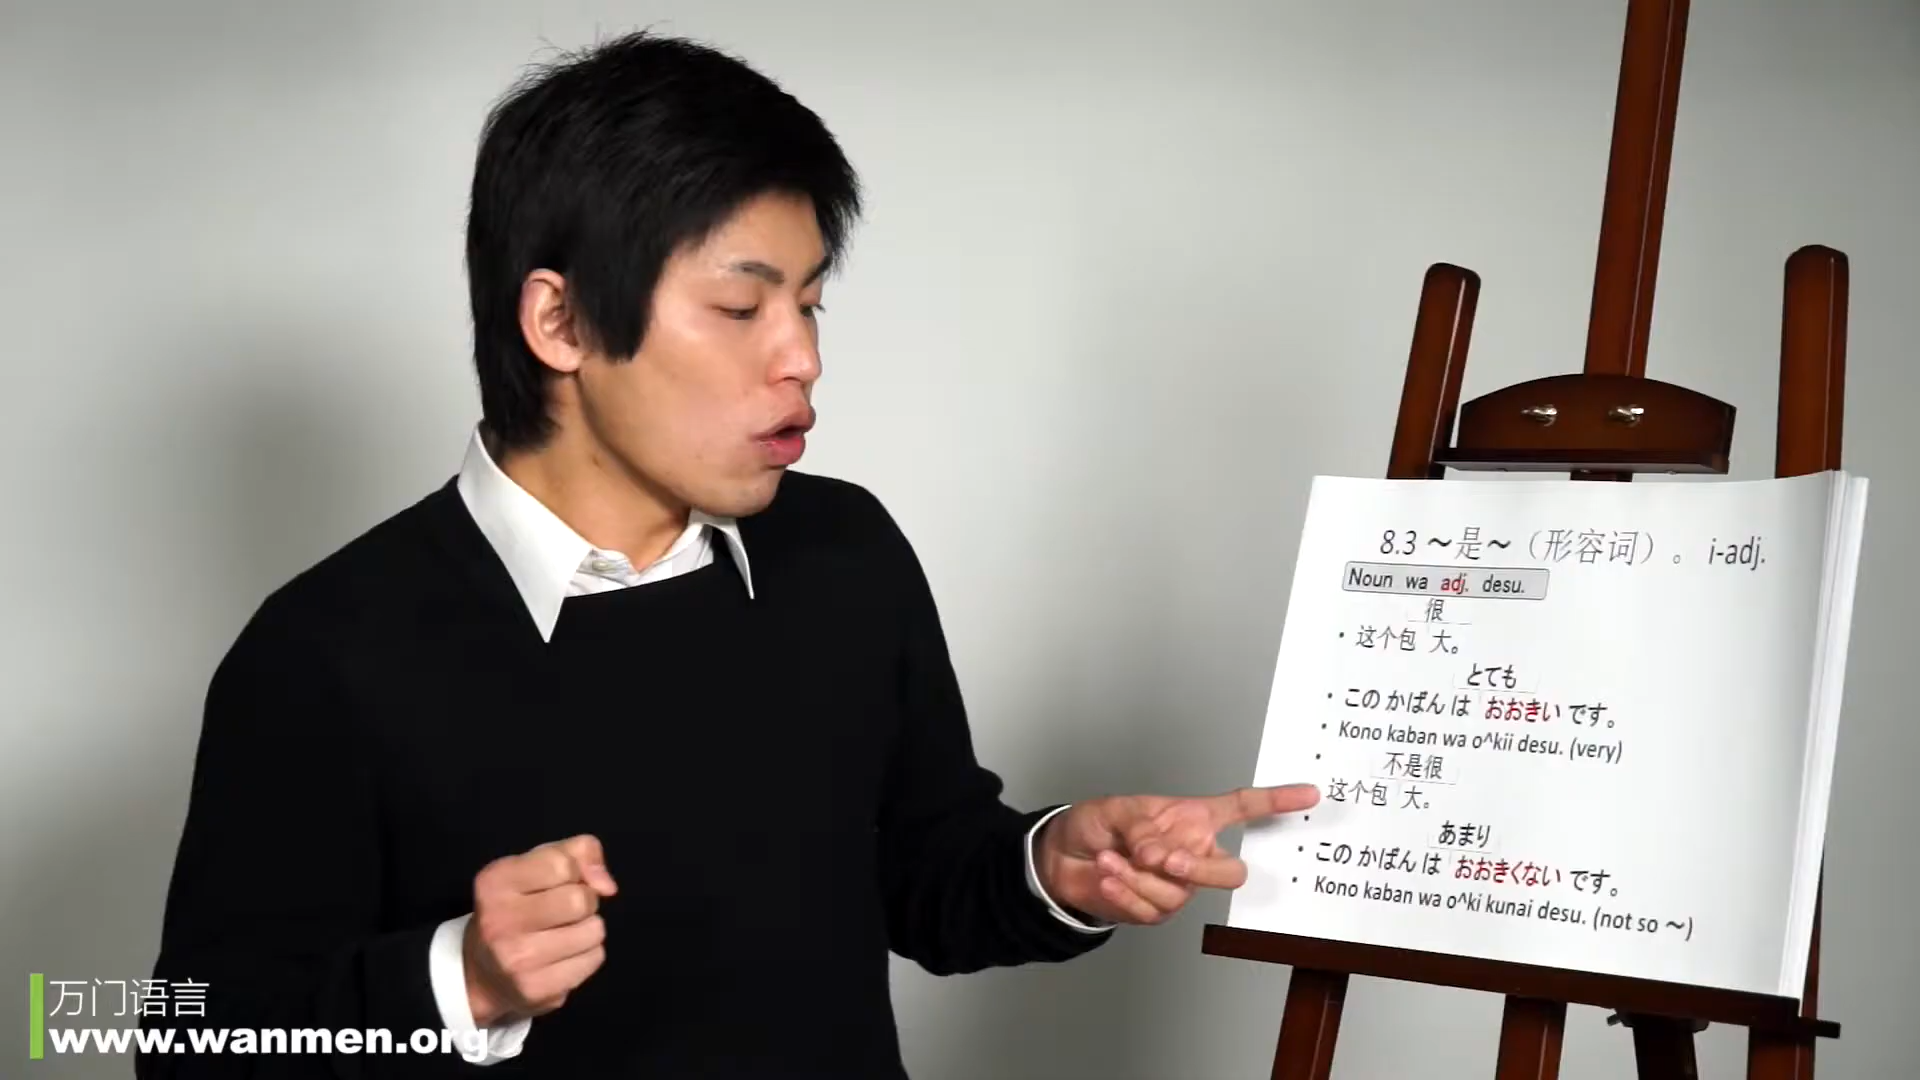 8.3 ～是～（形容词）。 i-adj.
Noun wa adj. desu.
很
• 这个包 大。
とても
• この かばん は おおきい です。
• Kono kaban wa o^kii desu. (very)
• 不是很
这个包 大。
•
あまり
• この かばん は おおきくない です。
• Kono kaban wa o^ki kunai desu. (not so ～)
万门语言
www.wanmen.org